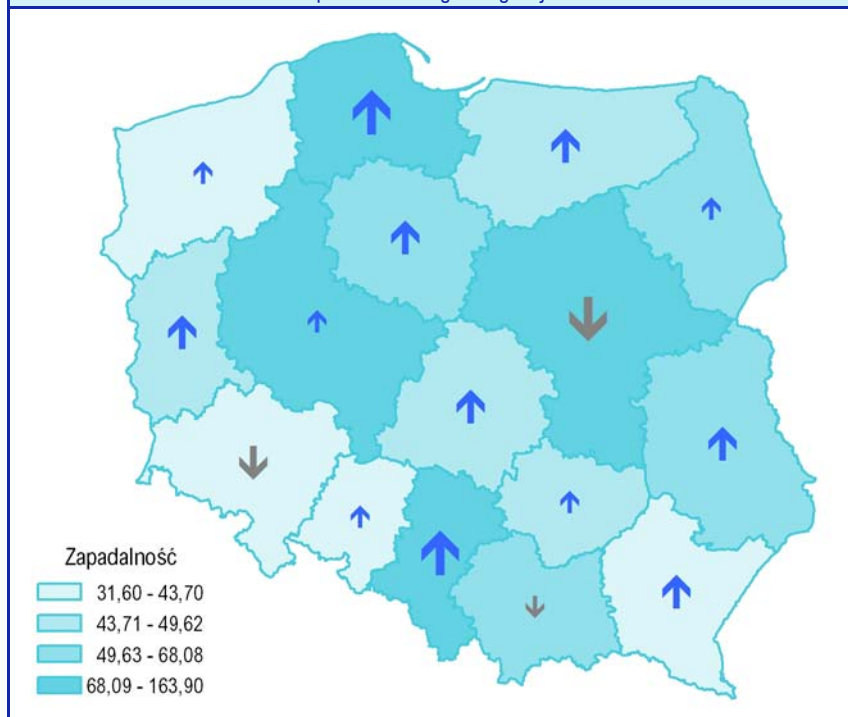 Zapadalność
31,60 - 43,70
43,71 - 49,62
49,63 - 68,08
68,09 - 163,90